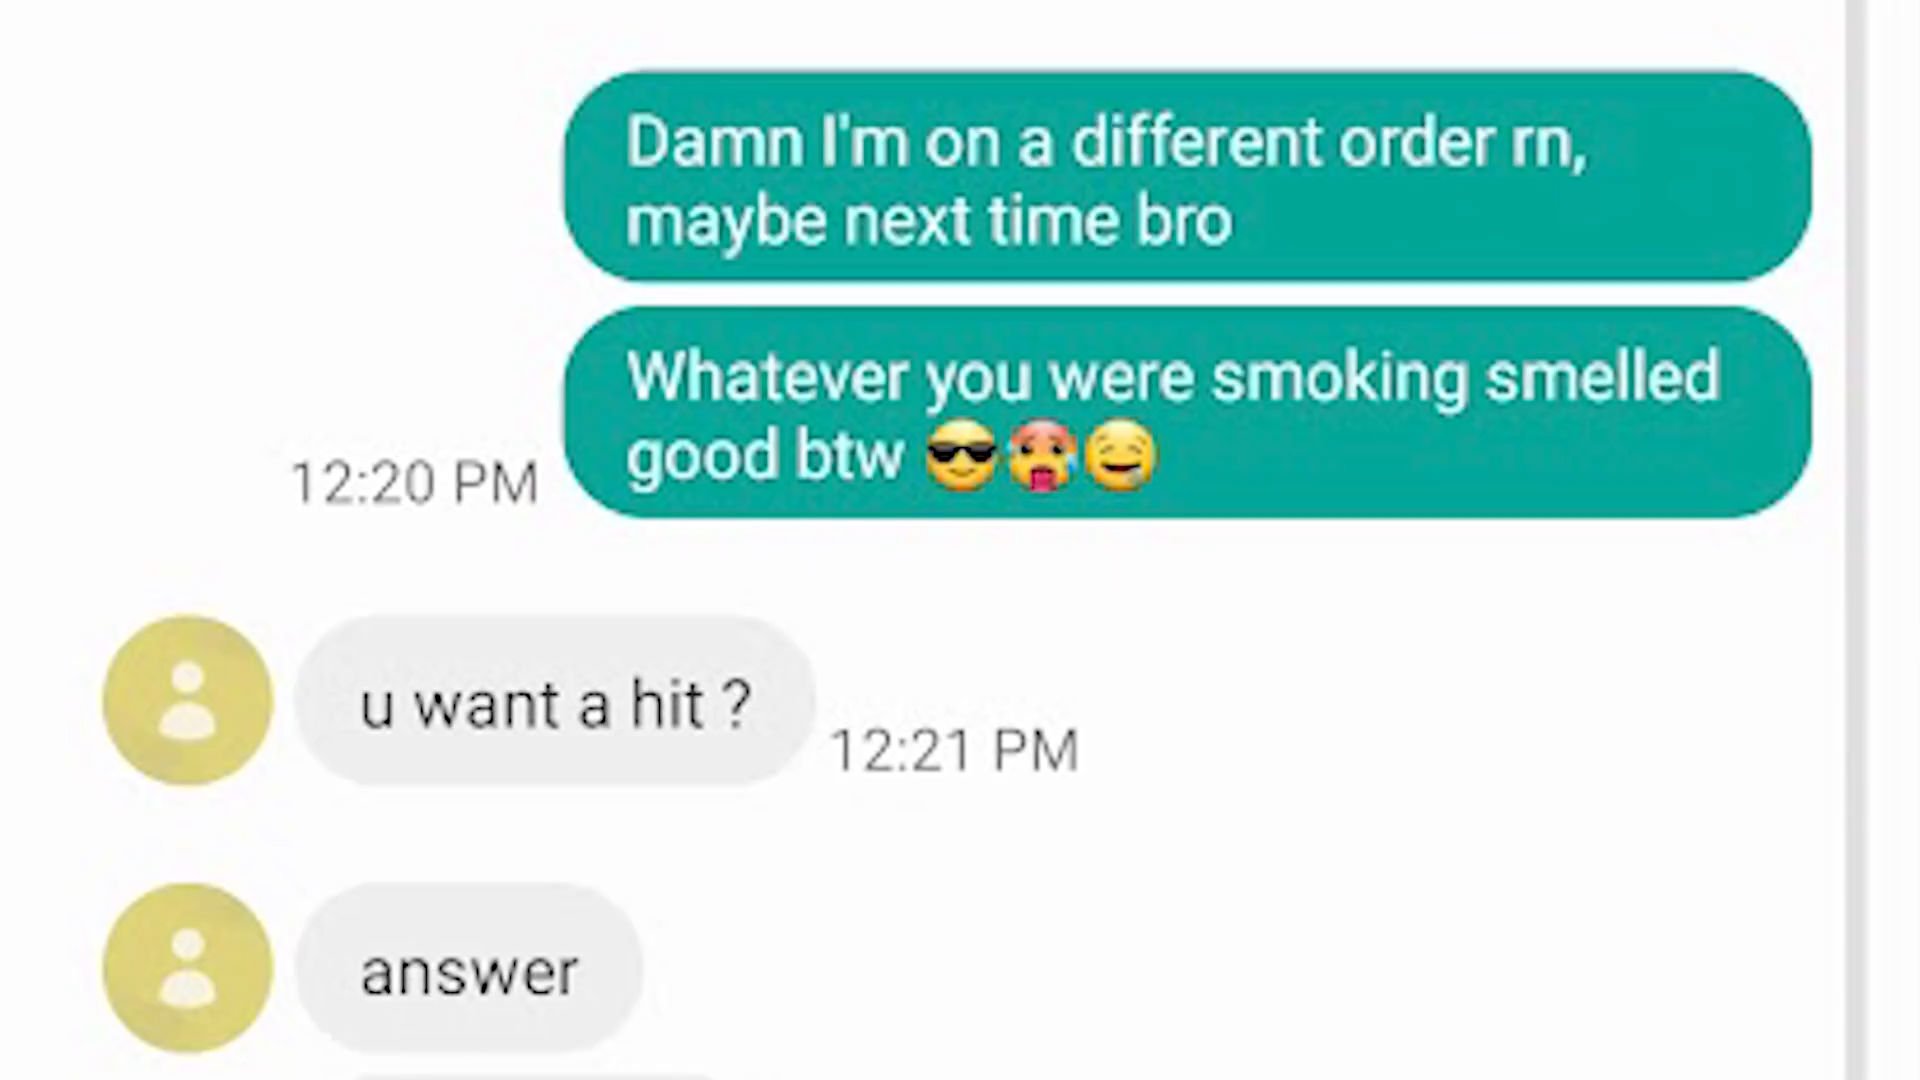 Damn I'm on a different order rn,
maybe next time bro
Whatever you were smoking smelled
good btw 😎🥵🤤
12:20 PM
u want a hit ?
12:21 PM
answer